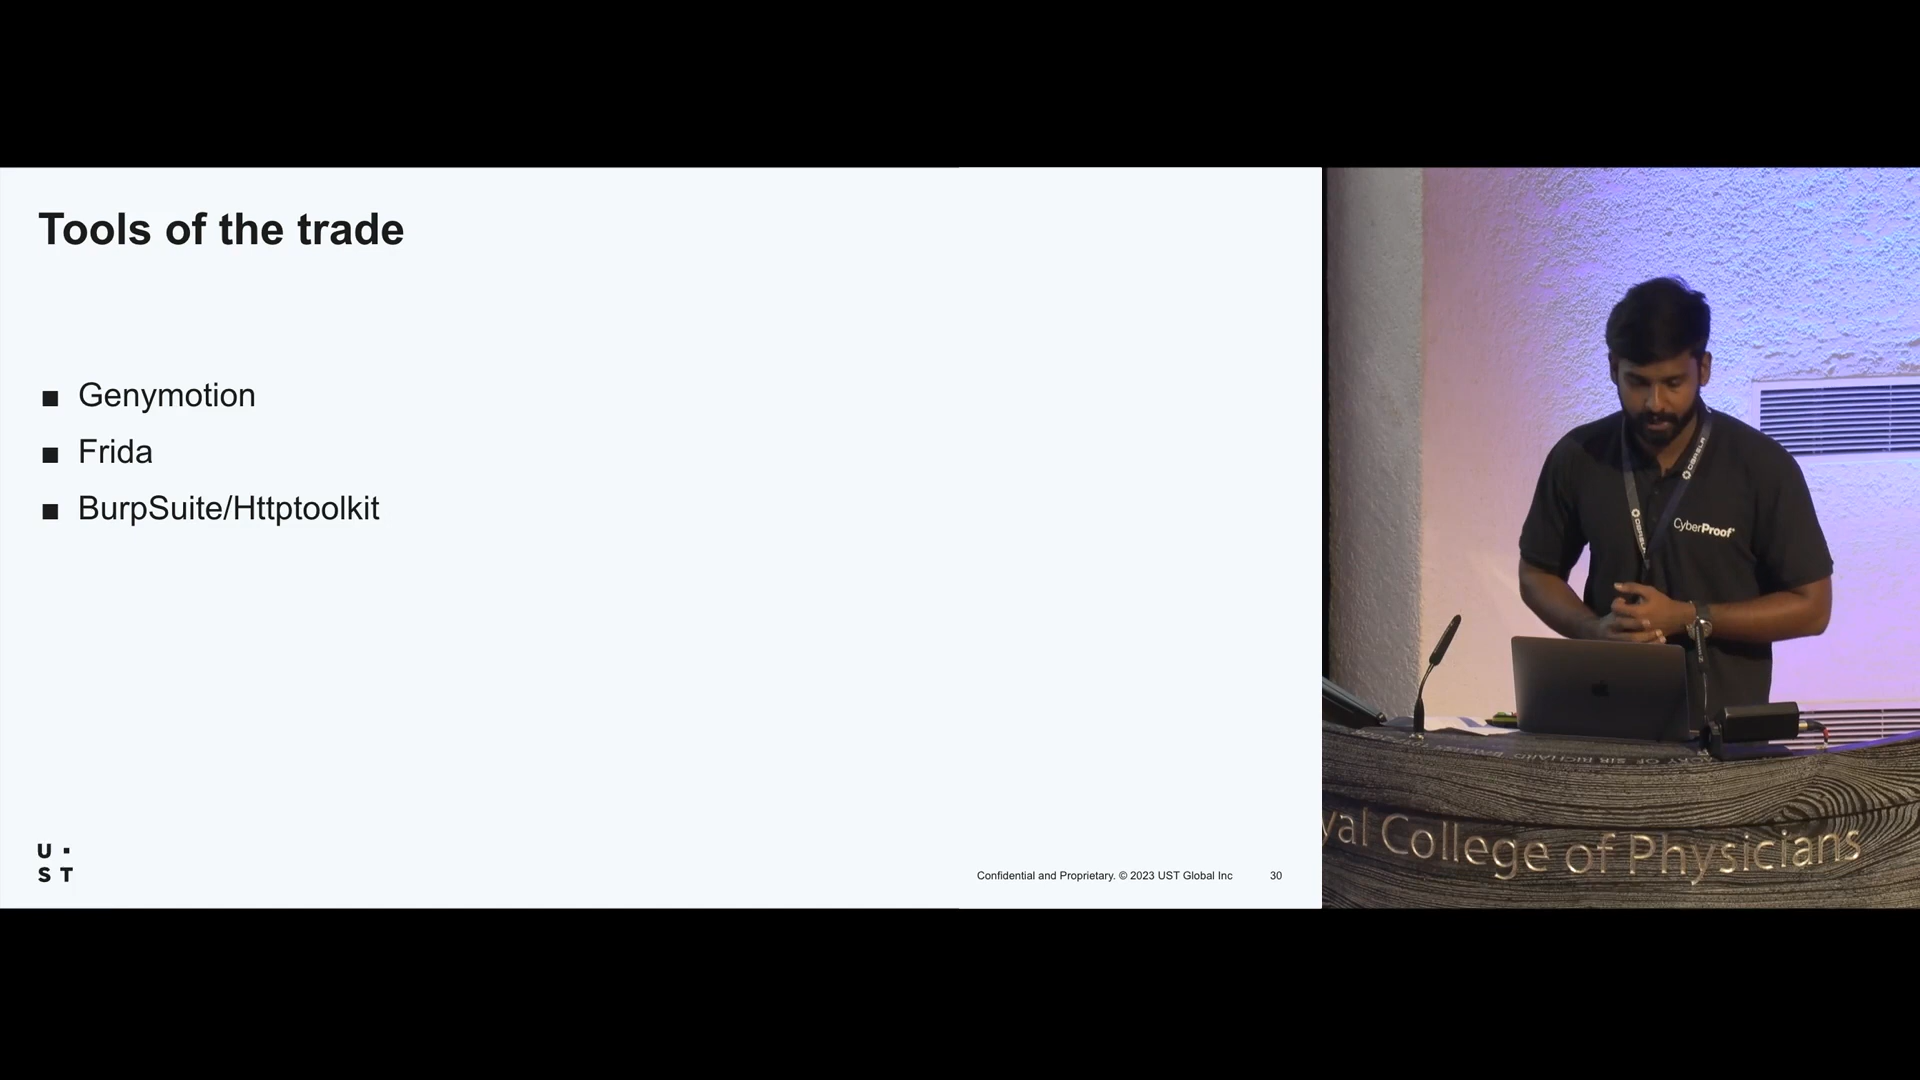 Tools of the trade
■ Genymotion
■ Frida
■ BurpSuite/Httptoolkit
U ·
S T
Confidential and Proprietary. © 2023 UST Global Inc 30
CyberProof
yal College of Physicians